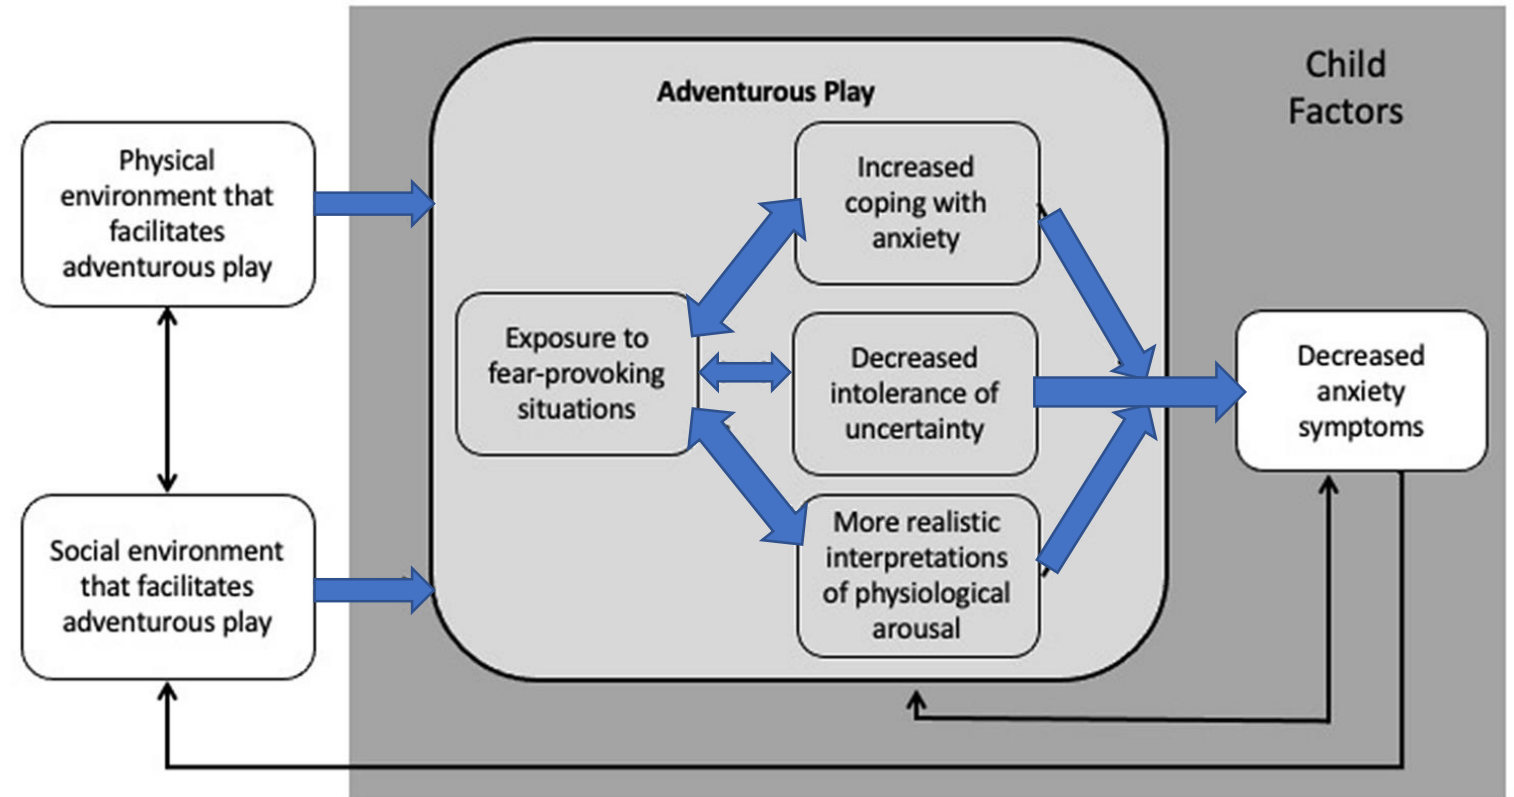 Child
Factors
Adventurous Play
Physical
environment that
facilitates
adventurous play
Increased
coping with
anxiety
Exposure to
fear-provoking
situations
Decreased
intolerance of
uncertainty
Decreased
anxiety
symptoms
Social environment
that facilitates
adventurous play
More realistic
interpretations
of physiological
arousal